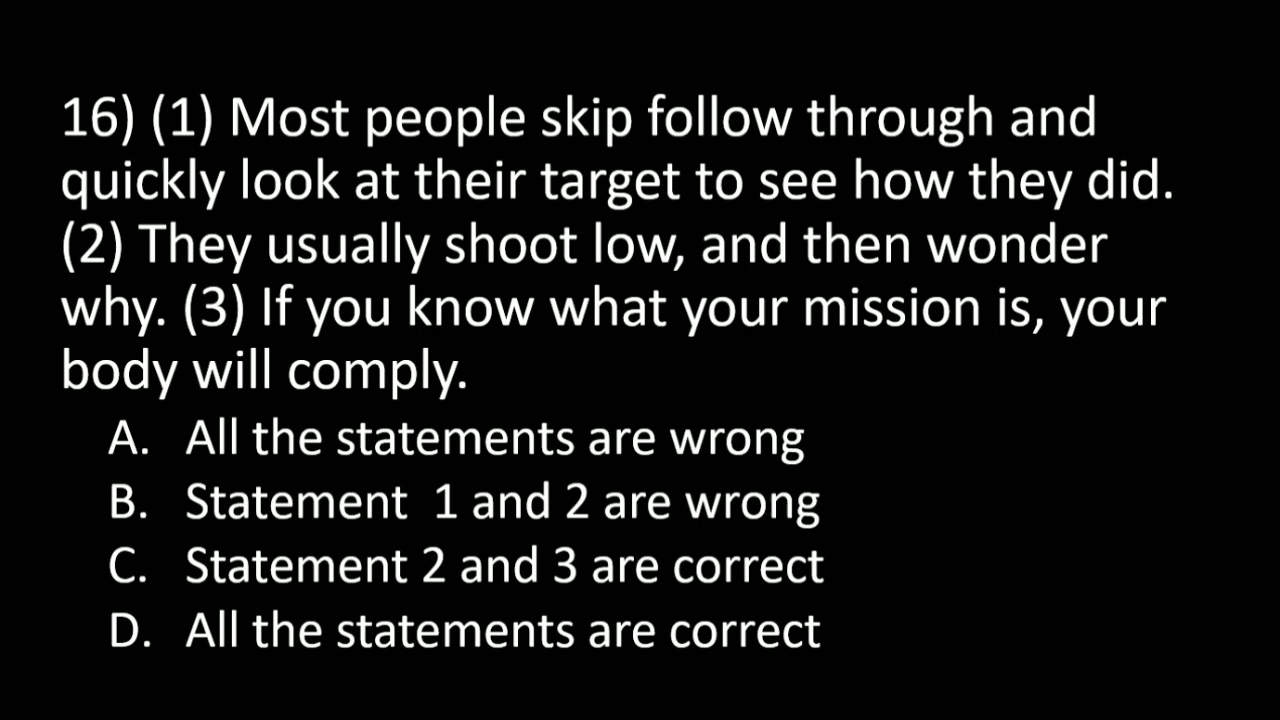 16) (1) Most people skip follow through and
quickly look at their target to see how they did.
(2) They usually shoot low, and then wonder
why. (3) If you know what your mission is, your
body will comply.
A. All the statements are wrong
B. Statement  1 and 2 are wrong
C. Statement 2 and 3 are correct
D. All the statements are correct